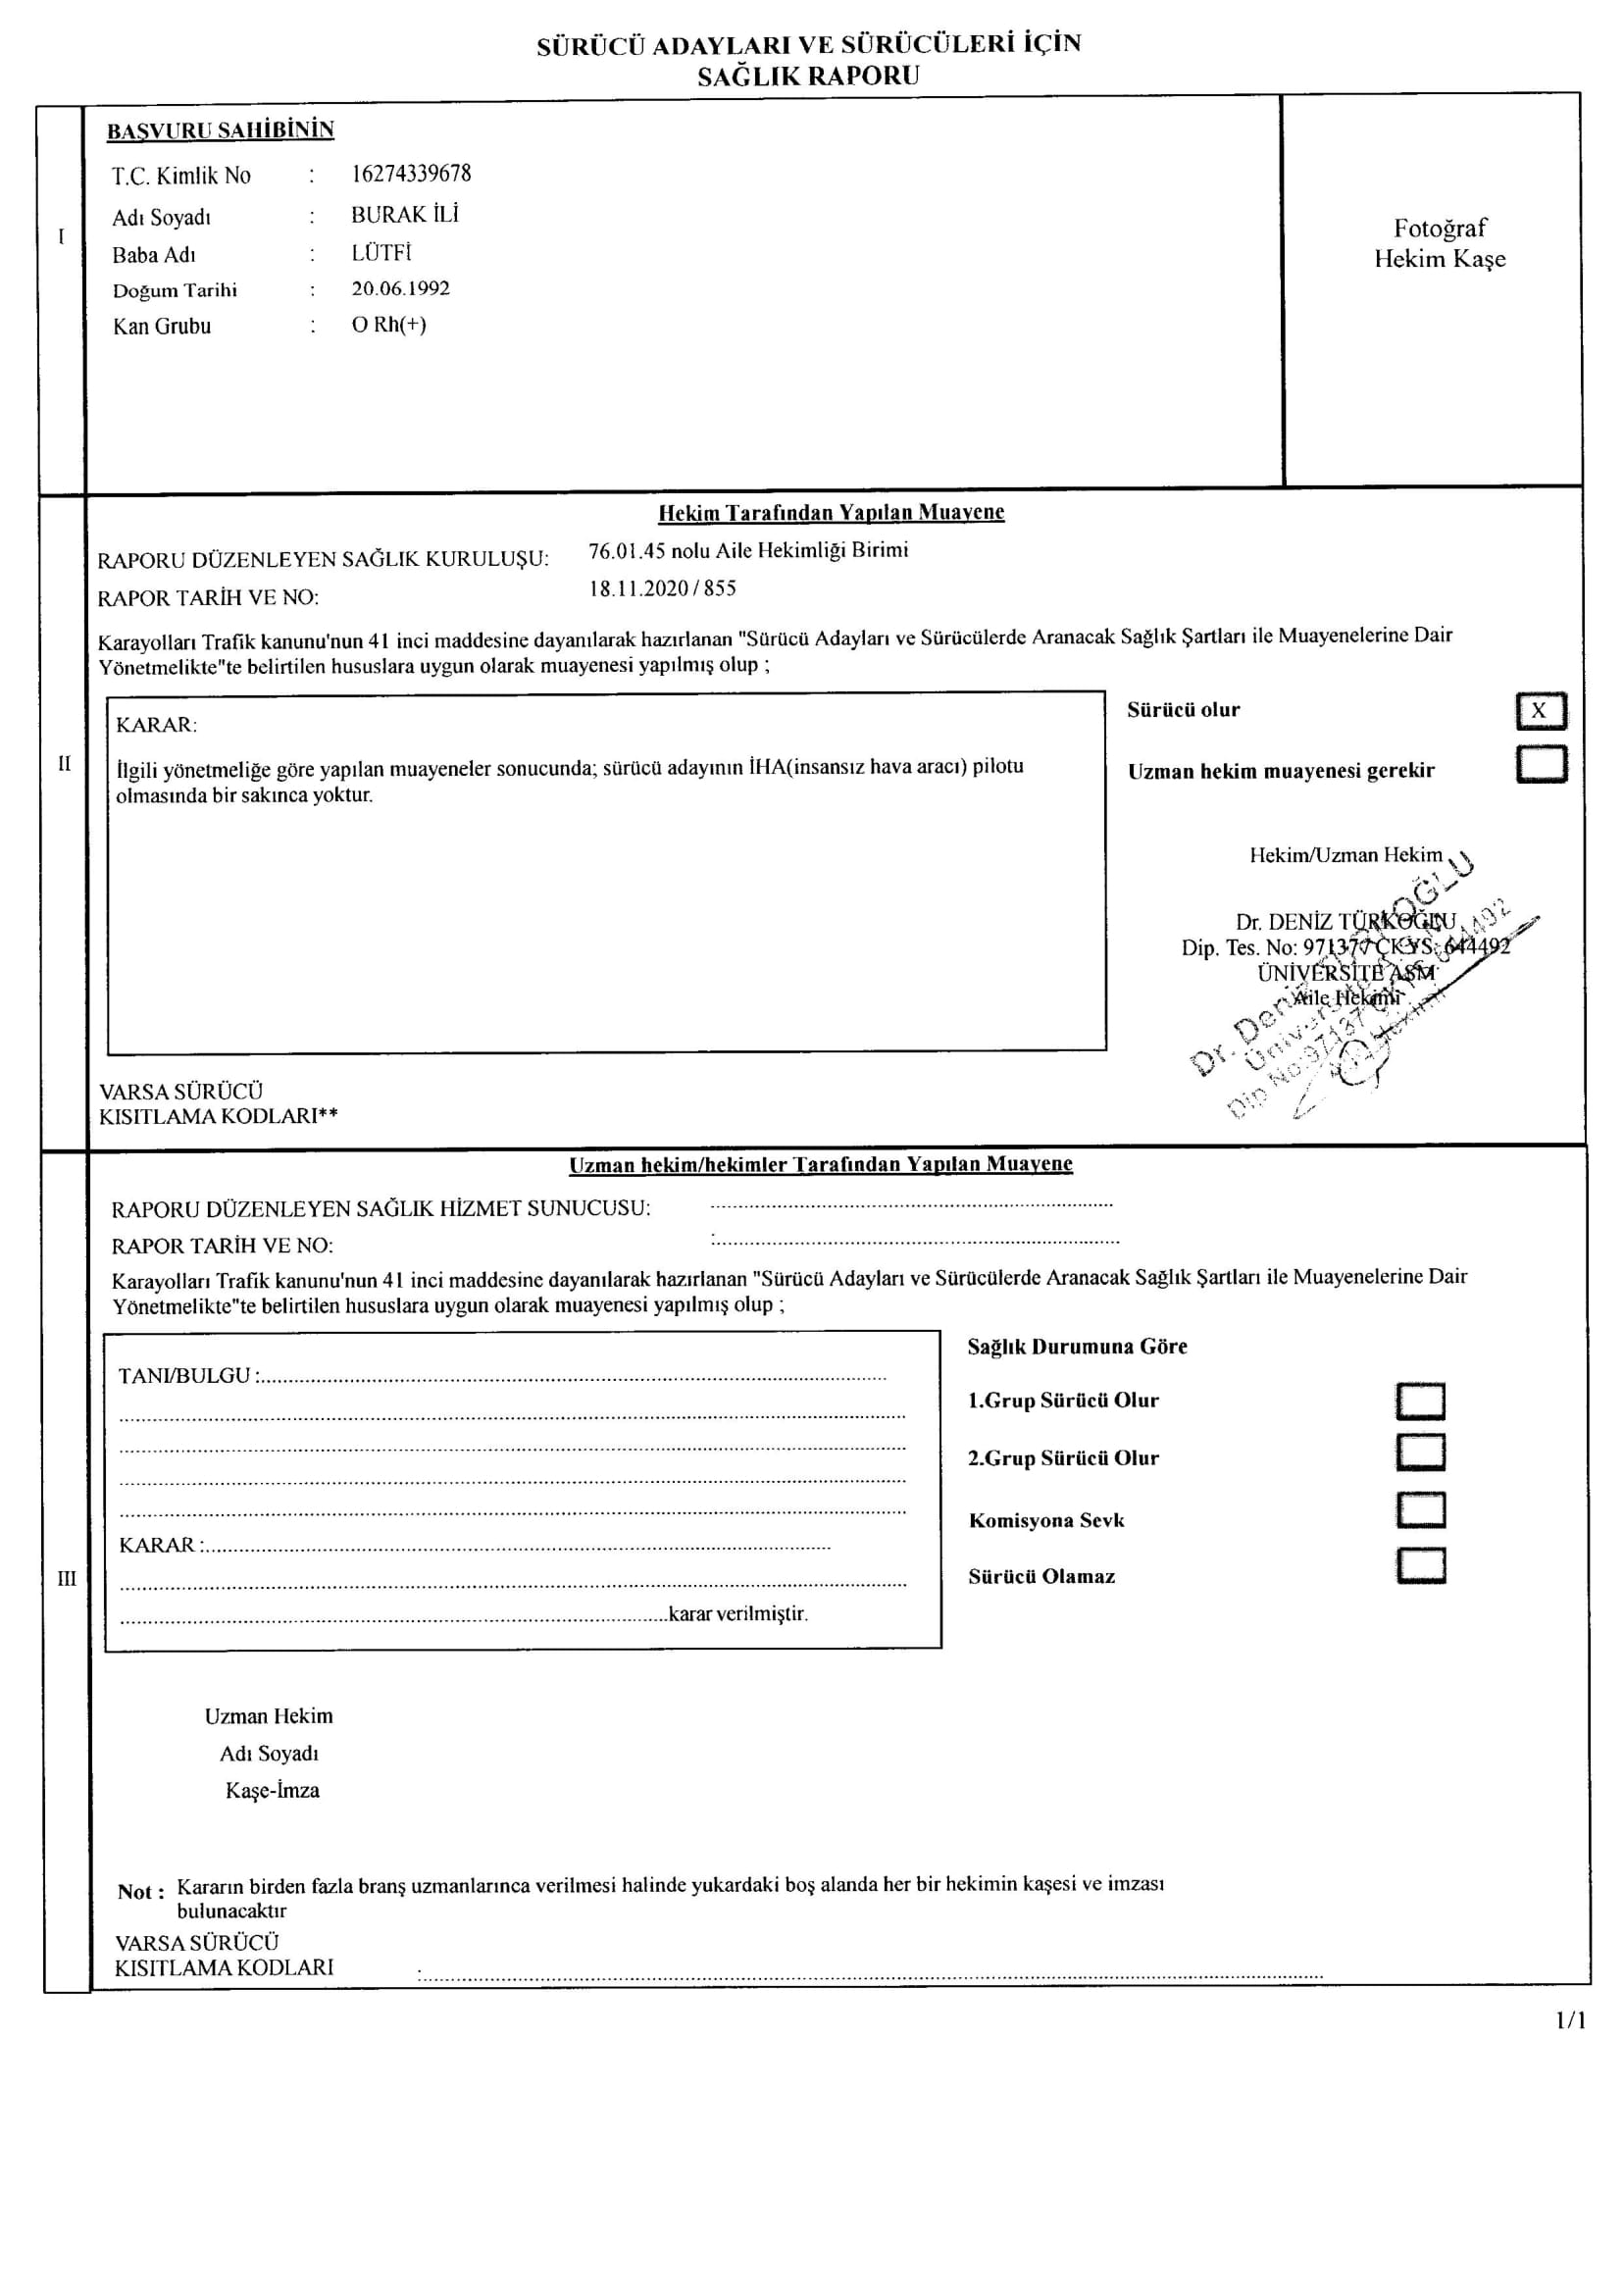 SÜRÜCÜ ADAYLARI VE SÜRÜCÜLERİ İÇİN
SAĞLIK RAPORU
I
BAŞVURU SAHİBİNİN
T.C. Kimlik No : 16274339678
Adı Soyadı : BURAK İLİ
Baba Adı : LÜTFİ
Doğum Tarihi : 20.06.1992
Kan Grubu : O Rh(+)
Fotoğraf
Hekim Kaşe
II
Hekim Tarafından Yapılan Muayene
RAPORU DÜZENLEYEN SAĞLIK KURULUŞU: 76.01.45 nolu Aile Hekimliği Birimi
RAPOR TARİH VE NO: 18.11.2020 / 855
Karayolları Trafik kanunu'nun 41 inci maddesine dayanılarak hazırlanan "Sürücü Adayları ve Sürücülerde Aranacak Sağlık Şartları ile Muayenelerine Dair
Yönetmelikte"te belirtilen hususlara uygun olarak muayenesi yapılmış olup ;
KARAR:
İlgili yönetmeliğe göre yapılan muayeneler sonucunda; sürücü adayının İHA(insansız hava aracı) pilotu
olmasında bir sakınca yoktur.
Sürücü olur X
Uzman hekim muayenesi gerekir
Hekim/Uzman Hekim
Dr. DENİZ TÜRKOĞLU
Dip. Tes. No: 971377 ÇKYS: 644492
ÜNİVERSİTE ASM
Aile Hekimi
VARSA SÜRÜCÜ
KISITLAMA KODLARI**
III
Uzman hekim/hekimler Tarafından Yapılan Muayene
RAPORU DÜZENLEYEN SAĞLIK HİZMET SUNUCUSU: ........................
RAPOR TARİH VE NO: :........................
Karayolları Trafik kanunu'nun 41 inci maddesine dayanılarak hazırlanan "Sürücü Adayları ve Sürücülerde Aranacak Sağlık Şartları ile Muayenelerine Dair
Yönetmelikte"te belirtilen hususlara uygun olarak muayenesi yapılmış olup ;
TANI/BULGU :........................
KARAR :........................
........................karar verilmiştir.
Sağlık Durumuna Göre
1.Grup Sürücü Olur
2.Grup Sürücü Olur
Komisyona Sevk
Sürücü Olamaz
Uzman Hekim
Adı Soyadı
Kaşe-İmza
Not : Kararın birden fazla branş uzmanlarınca verilmesi halinde yukardaki boş alanda her bir hekimin kaşesi ve imzası
bulunacaktır
VARSA SÜRÜCÜ
KISITLAMA KODLARI :........................
1/1